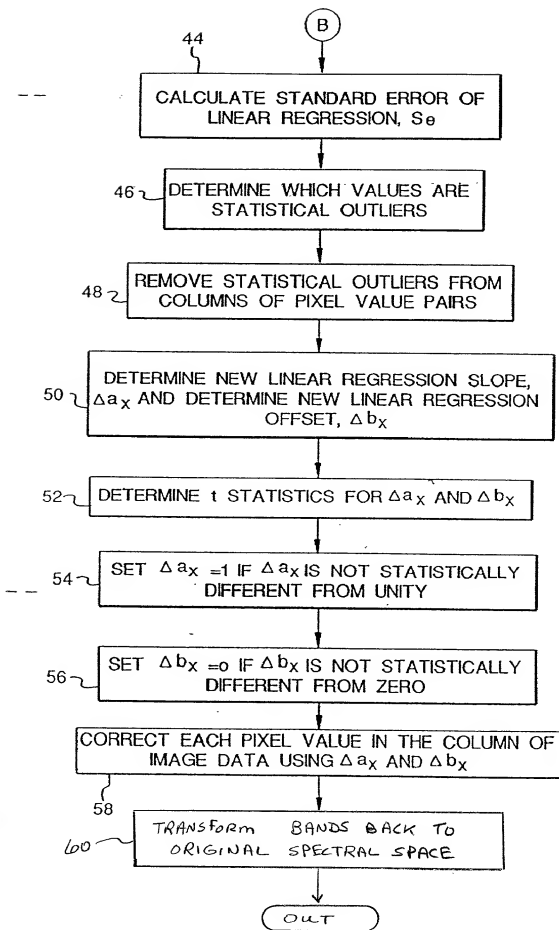 B
44
CALCULATE STANDARD ERROR OF
LINEAR REGRESSION, Se
46
DETERMINE WHICH VALUES ARE
STATISTICAL OUTLIERS
48
REMOVE STATISTICAL OUTLIERS FROM
COLUMNS OF PIXEL VALUE PAIRS
50
DETERMINE NEW LINEAR REGRESSION SLOPE,
Δax AND DETERMINE NEW LINEAR REGRESSION
OFFSET, Δbx
52
DETERMINE t STATISTICS FOR Δax AND Δbx
54
SET Δax =1 IF Δax IS NOT STATISTICALLY
DIFFERENT FROM UNITY
56
SET Δbx =0 IF Δbx IS NOT STATISTICALLY
DIFFERENT FROM ZERO
CORRECT EACH PIXEL VALUE IN THE COLUMN OF
IMAGE DATA USING Δax AND Δbx
58
60
TRANSFORM BANDS BACK TO
ORIGINAL SPECTRAL SPACE
OUT